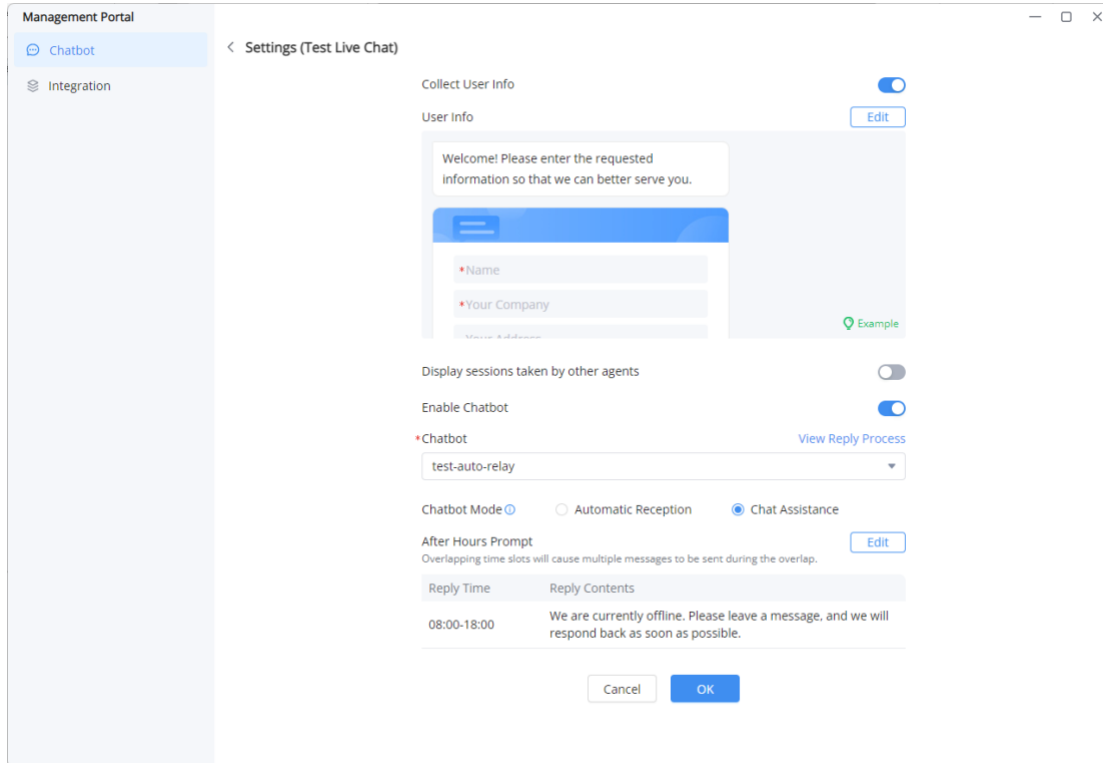 Management Portal
Chatbot
Integration
Settings (Test Live Chat)
Collect User Info
User Info
Edit
Welcome! Please enter the requested
information so that we can better serve you.
*Name
*Your Company
Your Address
Example
Display sessions taken by other agents
Enable Chatbot
*Chatbot
View Reply Process
test-auto-relay
Chatbot Mode
Automatic Reception
Chat Assistance
After Hours Prompt
Edit
Overlapping time slots will cause multiple messages to be sent during the overlap.
Reply Time
Reply Contents
08:00-18:00
We are currently offline. Please leave a message, and we will
respond back as soon as possible.
Cancel
OK